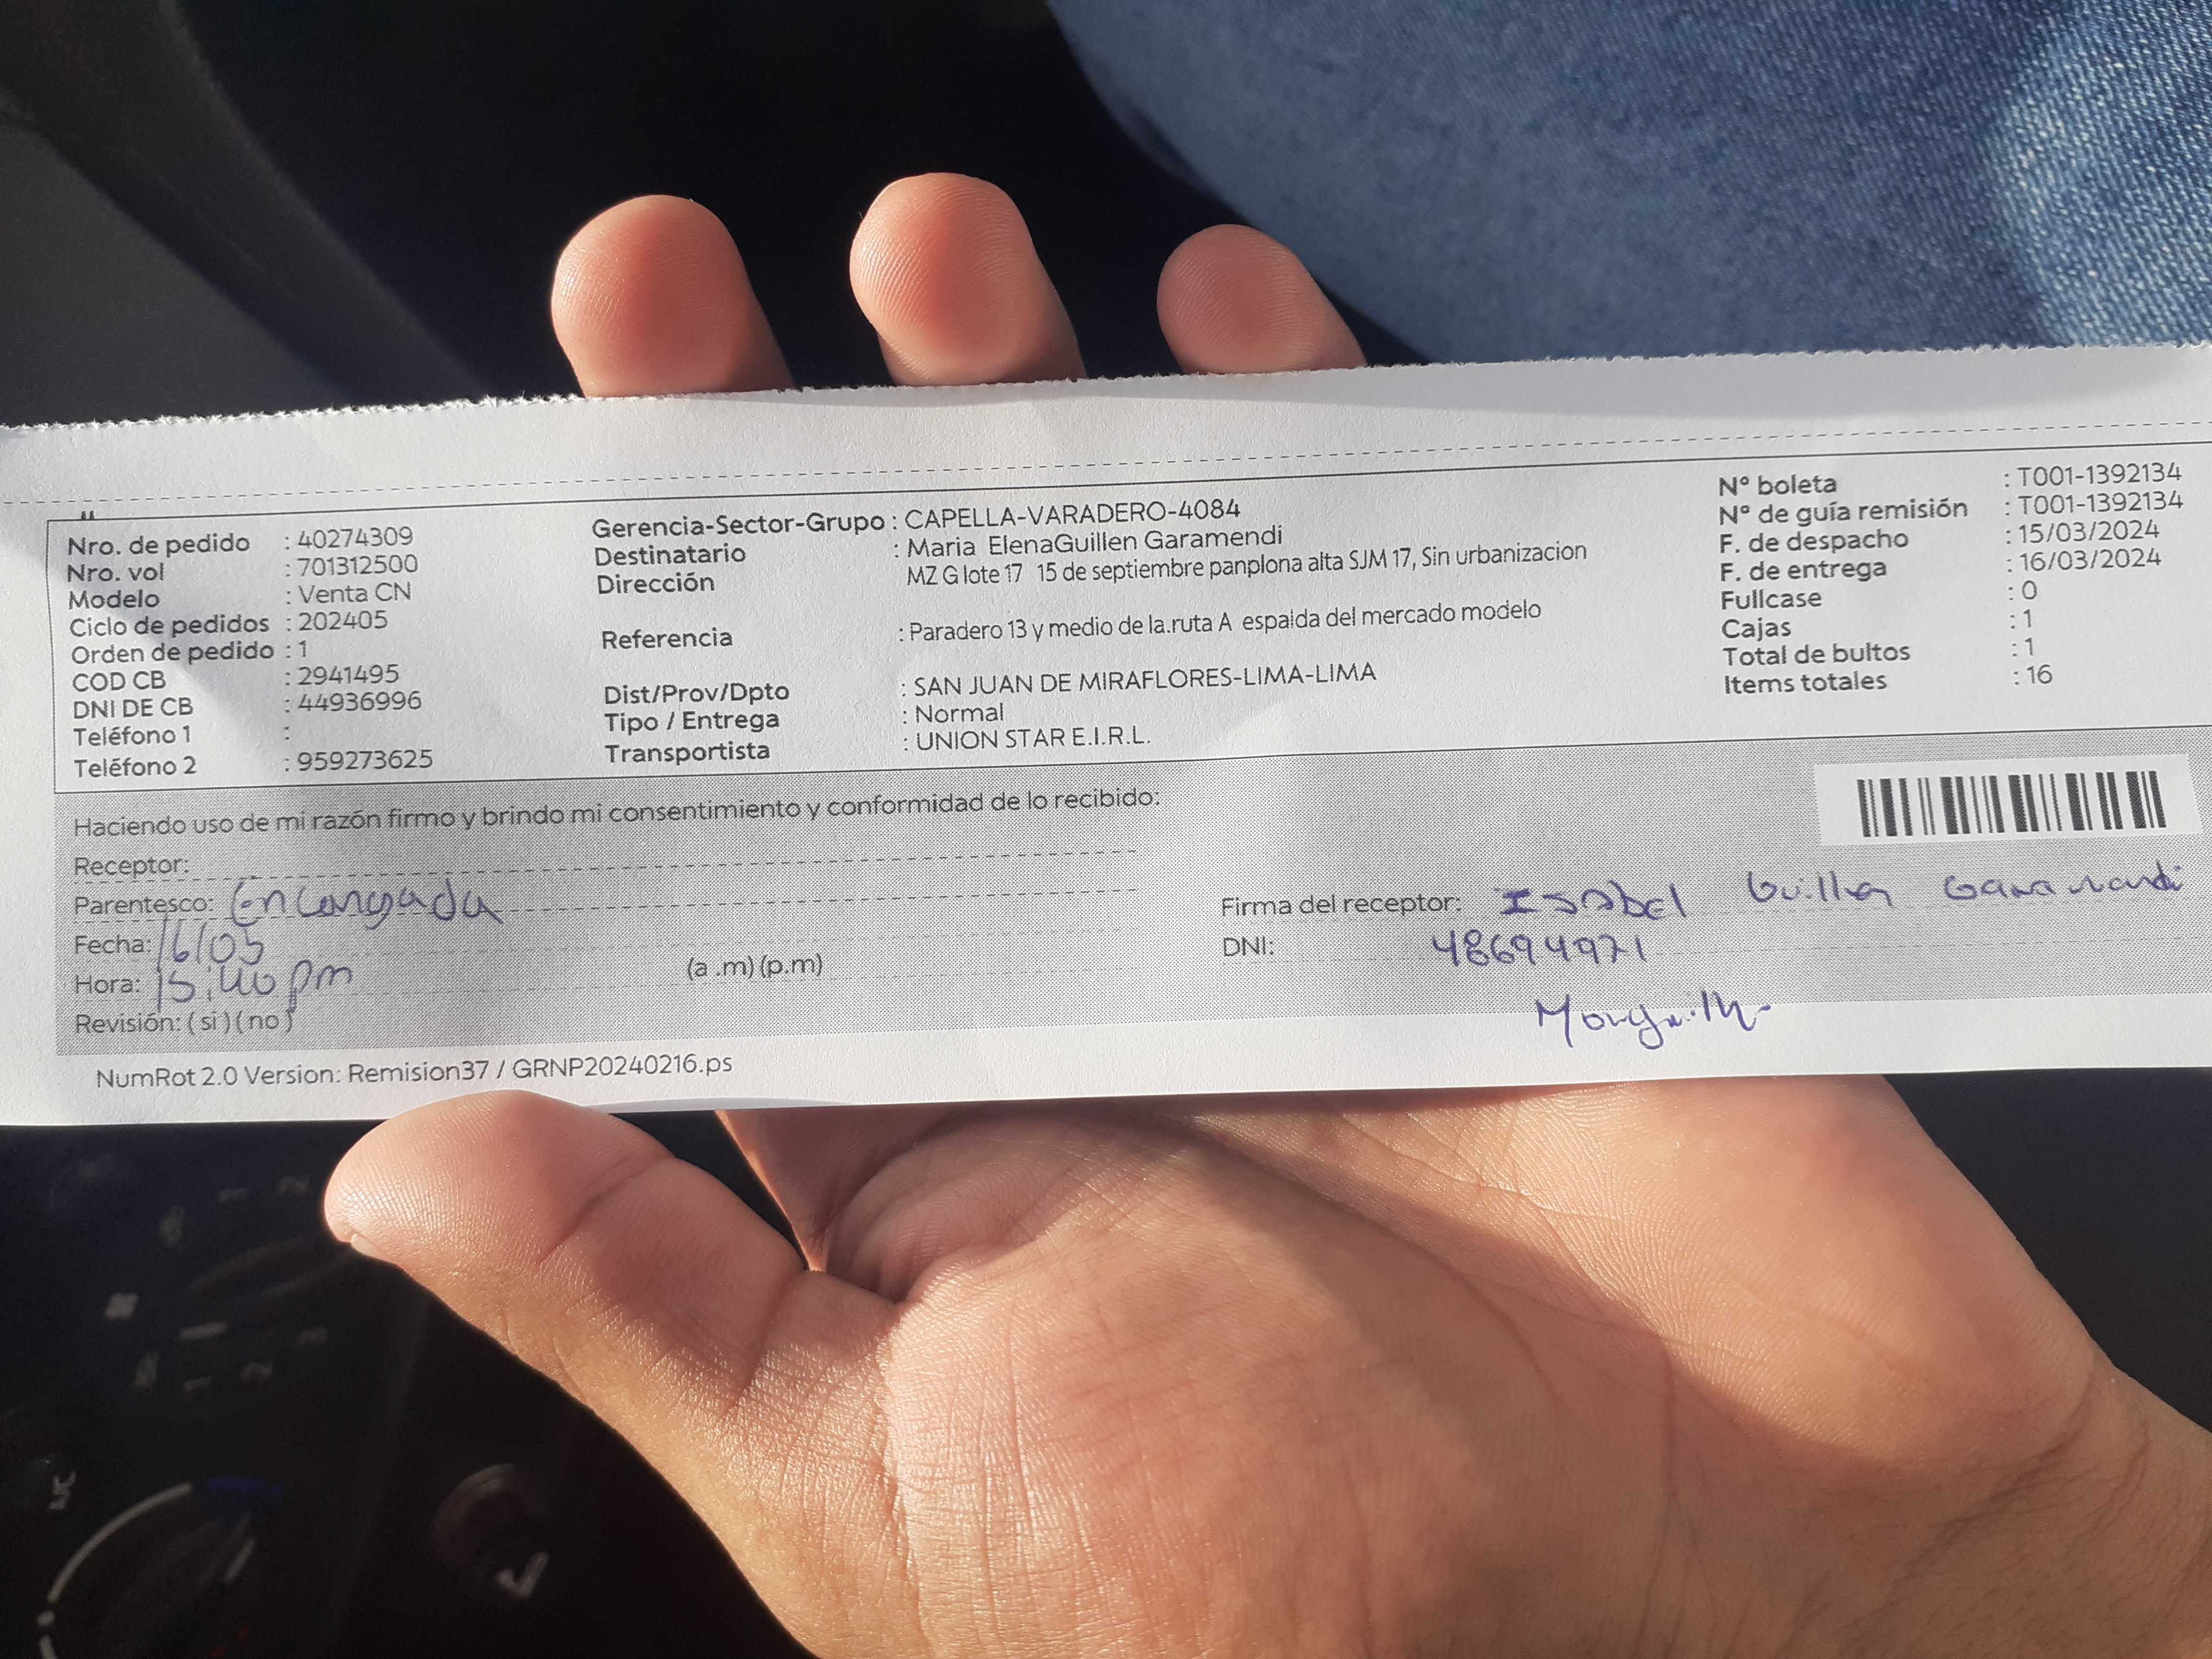 Nro. de pedido : 40274309
Nro. vol : 701312500
Modelo : Venta CN
Ciclo de pedidos : 202405
Orden de pedido : 1
COD CB : 2941495
DNI DE CB : 44936996
Teléfono 1 :
Teléfono 2 : 959273625
Gerencia-Sector-Grupo : CAPELLA-VARADERO-4084
Destinatario : Maria ElenaGuillen Garamendi
Dirección MZ G lote 17 15 de septiembre panplona alta SJM 17, Sin urbanizacion
Referencia : Paradero 13 y medio de la.ruta A espalda del mercado modelo
Dist/Prov/Dpto : SAN JUAN DE MIRAFLORES-LIMA-LIMA
Tipo / Entrega : Normal
Transportista : UNION STAR E.I.R.L.
Nº boleta : T001-1392134
Nº de guía remisión : T001-1392134
F. de despacho : 15/03/2024
F. de entrega : 16/03/2024
Fullcase : 0
Cajas : 1
Total de bultos : 1
Items totales : 16
Haciendo uso de mi razón firmo y brindo mi consentimiento y conformidad de lo recibido:
Receptor:
Parentesco: Encargada
Fecha: 16/03
Hora: 15:40 pm (a .m) (p.m)
Revisión: ( si ) ( no )
Firma del receptor: ISABEl Guillen Garamendi
DNI: 48694971
NumRot 2.0 Version: Remision37 / GRNP20240216.ps